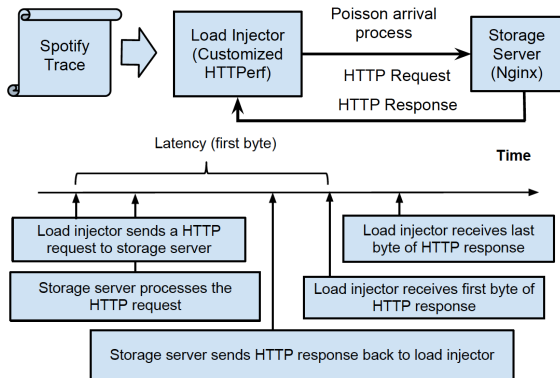 Spotify
Trace
Load Injector
(Customized
HTTPerf)
Poisson arrival
process
HTTP Request
HTTP Response
Storage
Server
(Nginx)
Latency (first byte)
Time
Load injector sends a HTTP
request to storage server
Load injector receives last
byte of HTTP response
Storage server processes the
HTTP request
Load injector receives first byte of
HTTP response
Storage server sends HTTP response back to load injector